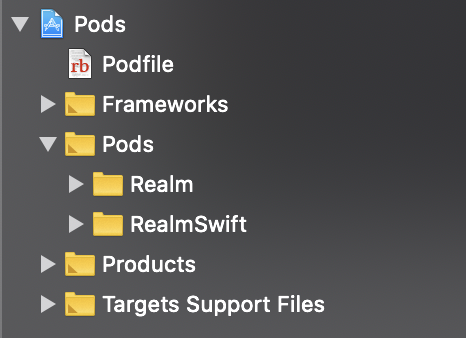 Pods
rb Podfile
Frameworks
Pods
Realm
RealmSwift
Products
Targets Support Files